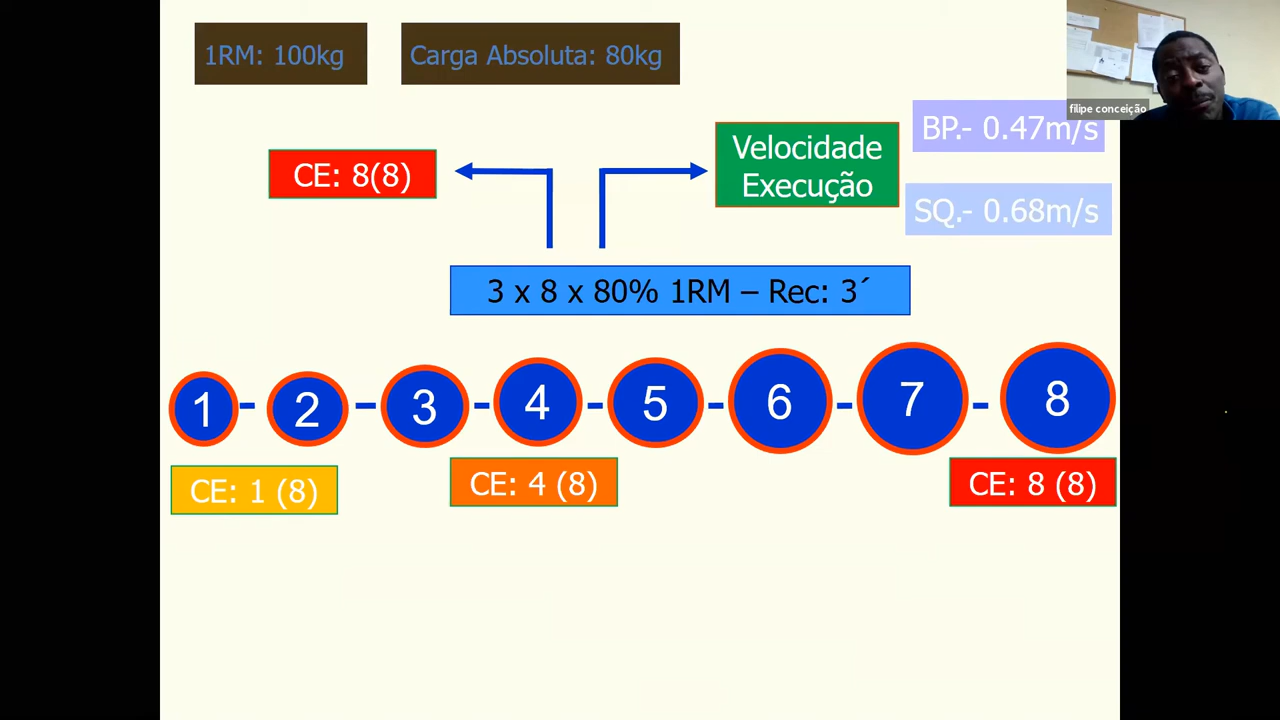 1RM: 100kg
Carga Absoluta: 80kg
filipe conceição
BP.- 0.47m/s
Velocidade
Execução
CE: 8(8)
SQ.- 0.68m/s
3 x 8 x 80% 1RM – Rec: 3´
1 - 2 - 3 - 4 - 5 - 6 - 7 - 8
CE: 1 (8)
CE: 4 (8)
CE: 8 (8)